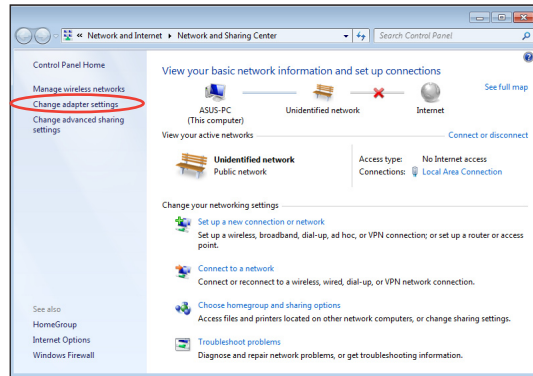 « Network and Internet ▸ Network and Sharing Center
Search Control Panel
Control Panel Home
Manage wireless networks
Change adapter settings
Change advanced sharing
settings
See also
HomeGroup
Internet Options
Windows Firewall
View your basic network information and set up connections
See full map
ASUS-PC
(This computer)
Unidentified network
Internet
View your active networks
Connect or disconnect
Unidentified network
Public network
Access type: No Internet access
Connections: Local Area Connection
Change your networking settings
Set up a new connection or network
Set up a wireless, broadband, dial-up, ad hoc, or VPN connection; or set up a router or access
point.
Connect to a network
Connect or reconnect to a wireless, wired, dial-up, or VPN network connection.
Choose homegroup and sharing options
Access files and printers located on other network computers, or change sharing settings.
Troubleshoot problems
Diagnose and repair network problems, or get troubleshooting information.